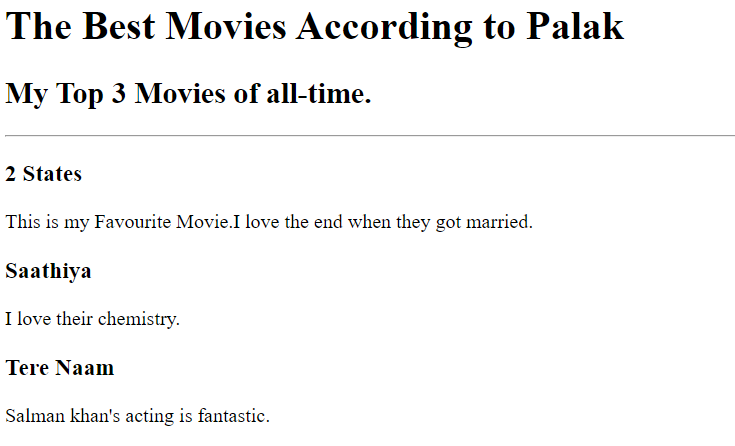 The Best Movies According to Palak
My Top 3 Movies of all-time.
2 States
This is my Favourite Movie.I love the end when they got married.
Saathiya
I love their chemistry.
Tere Naam
Salman khan's acting is fantastic.